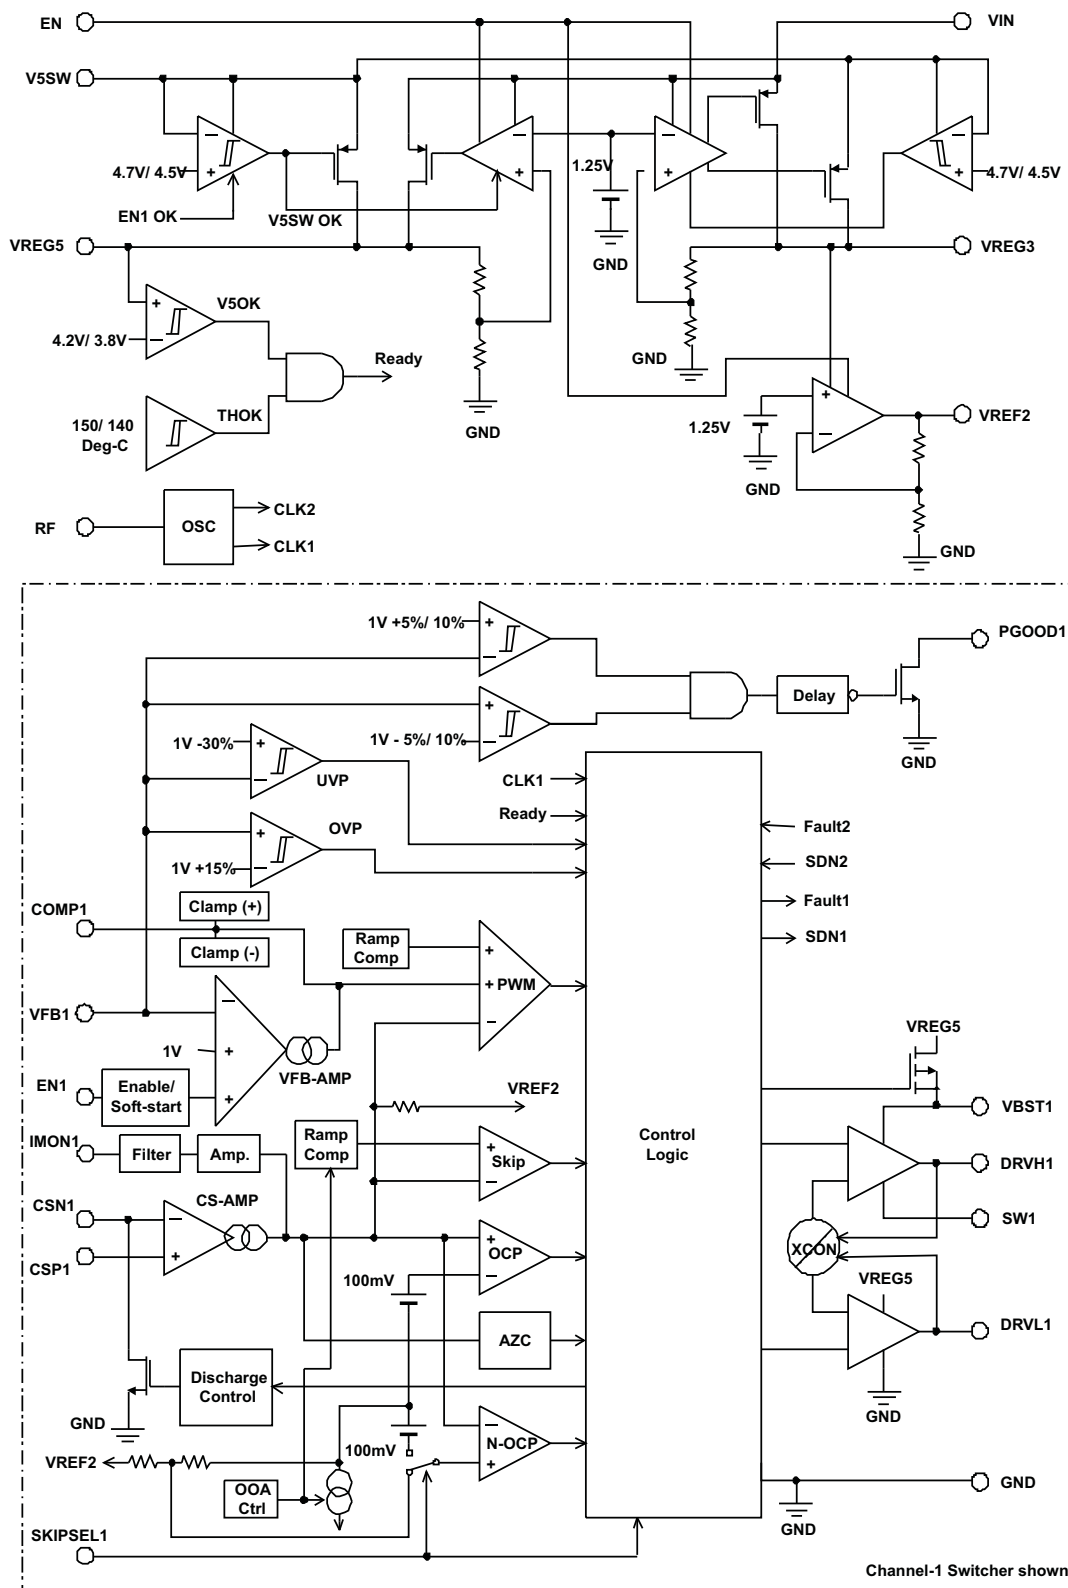 EN
VIN
V5SW
4.7V/ 4.5V
−
+
EN1 OK
V5SW OK
−
+
1.25V
GND
−
+
−
+
4.7V/ 4.5V
VREG5
VREG3
+
−
V5OK
4.2V/ 3.8V
Ready
THOK
150/ 140
Deg-C
GND
GND
1.25V
GND
+
−
VREF2
GND
RF
OSC
CLK2
CLK1
1V +5%/ 10%
+
−
PGOOD1
Delay
GND
+
−
1V - 5%/ 10%
1V -30%
+
−
UVP
OVP
+
−
1V +15%
CLK1
Ready
Fault2
SDN2
Fault1
SDN1
COMP1
Clamp (+)
Clamp (-)
Ramp
Comp
+
+
−
PWM
VFB1
−
1V
+
+
VFB-AMP
EN1
Enable/
Soft-start
VREF2
VREG5
VBST1
IMON1
Filter
Amp.
Ramp
Comp
+
−
Skip
Control
Logic
DRVH1
CSN1
CS-AMP
−
+
CSP1
SW1
XCON
+
−
OCP
100mV
VREG5
AZC
DRVL1
GND
Discharge
Control
GND
100mV
−
+
N-OCP
VREF2
OOA
Ctrl
GND
GND
SKIPSEL1
Channel-1 Switcher shown